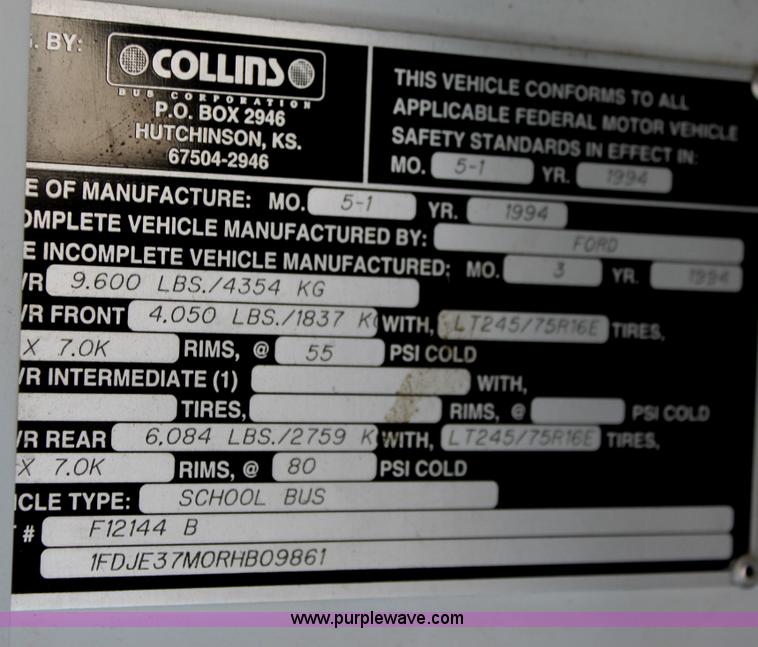 . BY:
COLLINS
BUS CORPORATION
P.O. BOX 2946
HUTCHINSON, KS.
67504-2946
THIS VEHICLE CONFORMS TO ALL
APPLICABLE FEDERAL MOTOR VEHICLE
SAFETY STANDARDS IN EFFECT IN:
MO. 5-1 YR. 1994
E OF MANUFACTURE: MO. 5-1 YR. 1994
OMPLETE VEHICLE MANUFACTURED BY: FORD
E INCOMPLETE VEHICLE MANUFACTURED: MO. 3 YR. 1994
/R 9.600 LBS./4354 KG
/R FRONT 4.050 LBS./1837 K WITH, LT245/75R16E TIRES,
X 7.0K RIMS, @ 55 PSI COLD
/R INTERMEDIATE (1) WITH,
TIRES, RIMS, @ PSI COLD
/R REAR 6,084 LBS./2759 K WITH, LT245/75R16E TIRES,
X 7.0K RIMS, @ 80 PSI COLD
ICLE TYPE: SCHOOL BUS
# F12144 B
1FDJE37M0RHB09861
www.purplewave.com